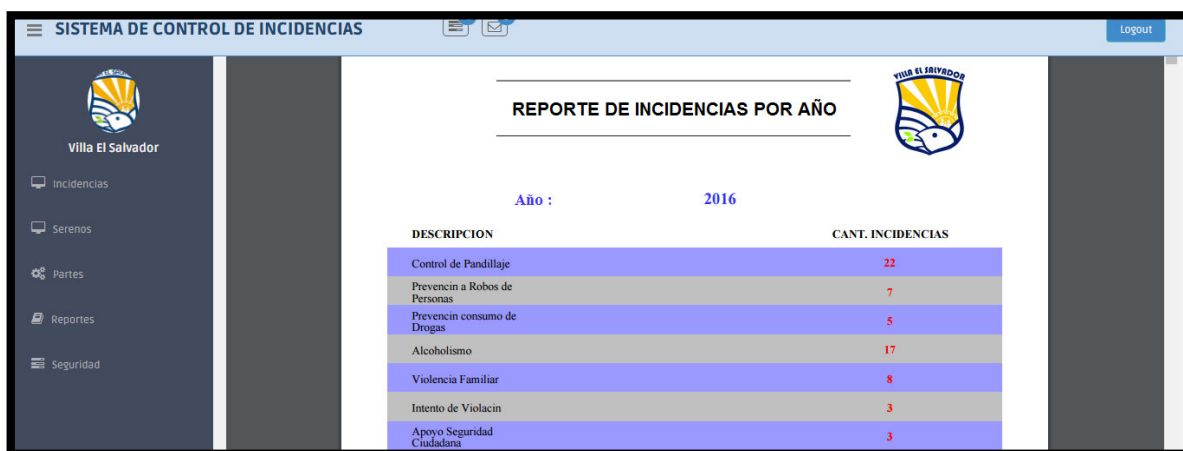 SISTEMA DE CONTROL DE INCIDENCIAS
Logout
Villa El Salvador
Incidencias
Serenos
Partes
Reportes
Seguridad
VILLA EL SALVADOR
REPORTE DE INCIDENCIAS POR AÑO
Año : 2016
DESCRIPCION CANT. INCIDENCIAS
Control de Pandillaje 22
Prevencin a Robos de
Personas 7
Prevencin consumo de
Drogas 5
Alcoholismo 17
Violencia Familiar 8
Intento de Violacin 3
Apoyo Seguridad
Ciudadana 3